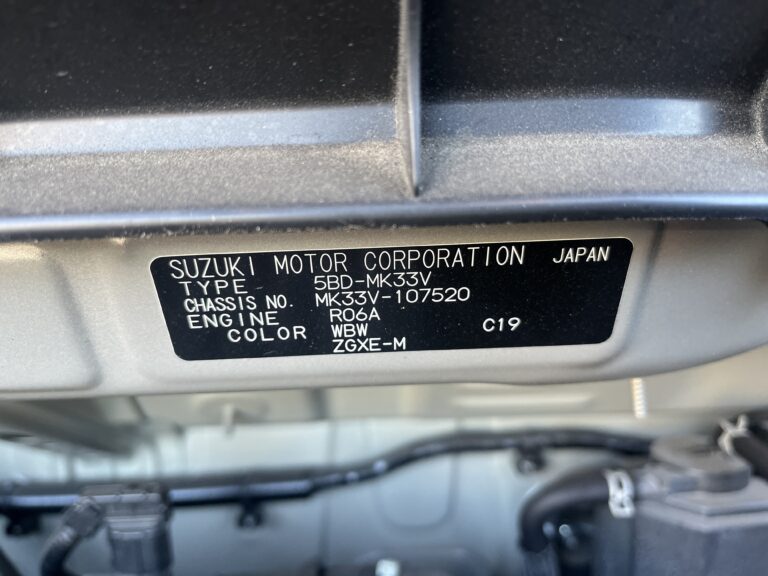 SUZUKI MOTOR CORPORATION JAPAN
TYPE 5BD-MK33V
CHASSIS NO. MK33V-107520
ENGINE R06A
COLOR WBW C19
ZGXE-M